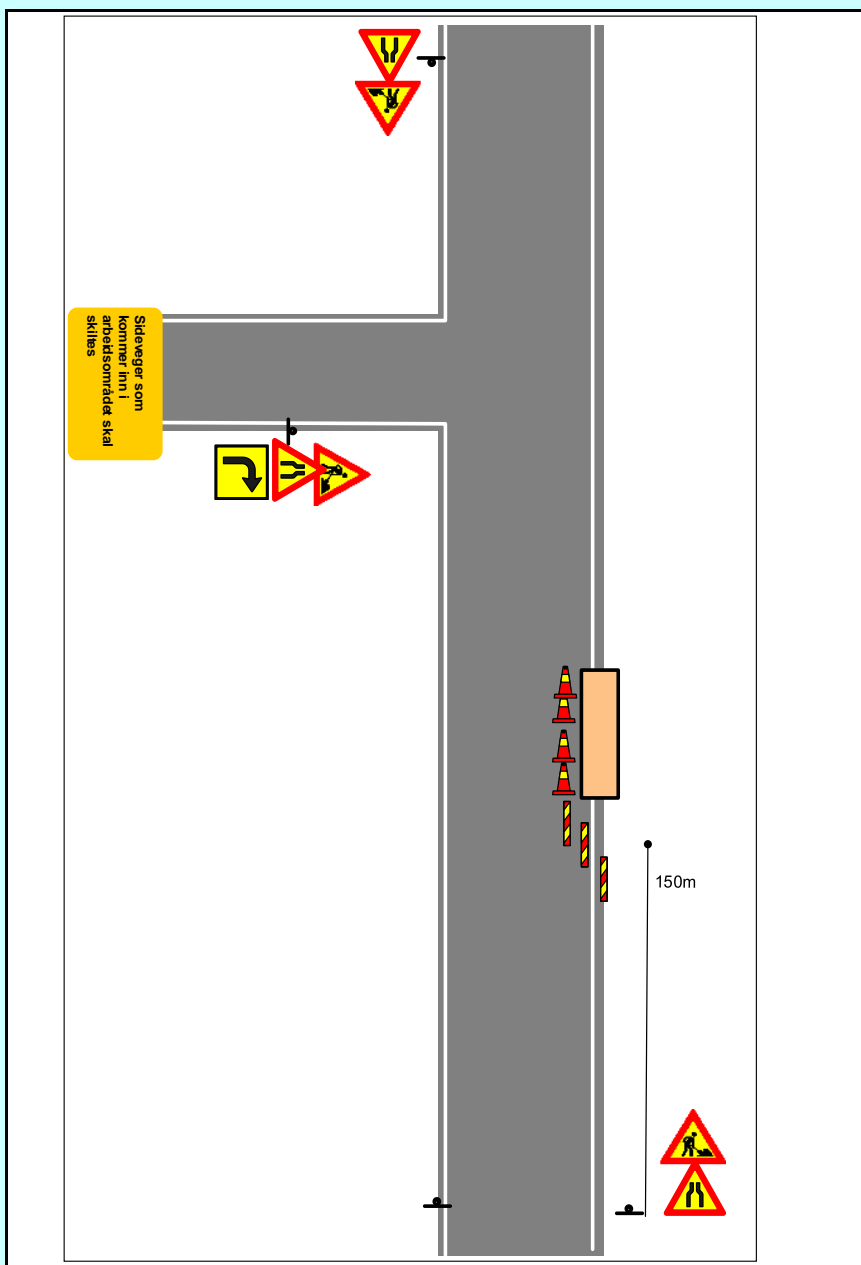 Sideveger som
kommer inn i
arbeidsområdet skal
skiltes
150m